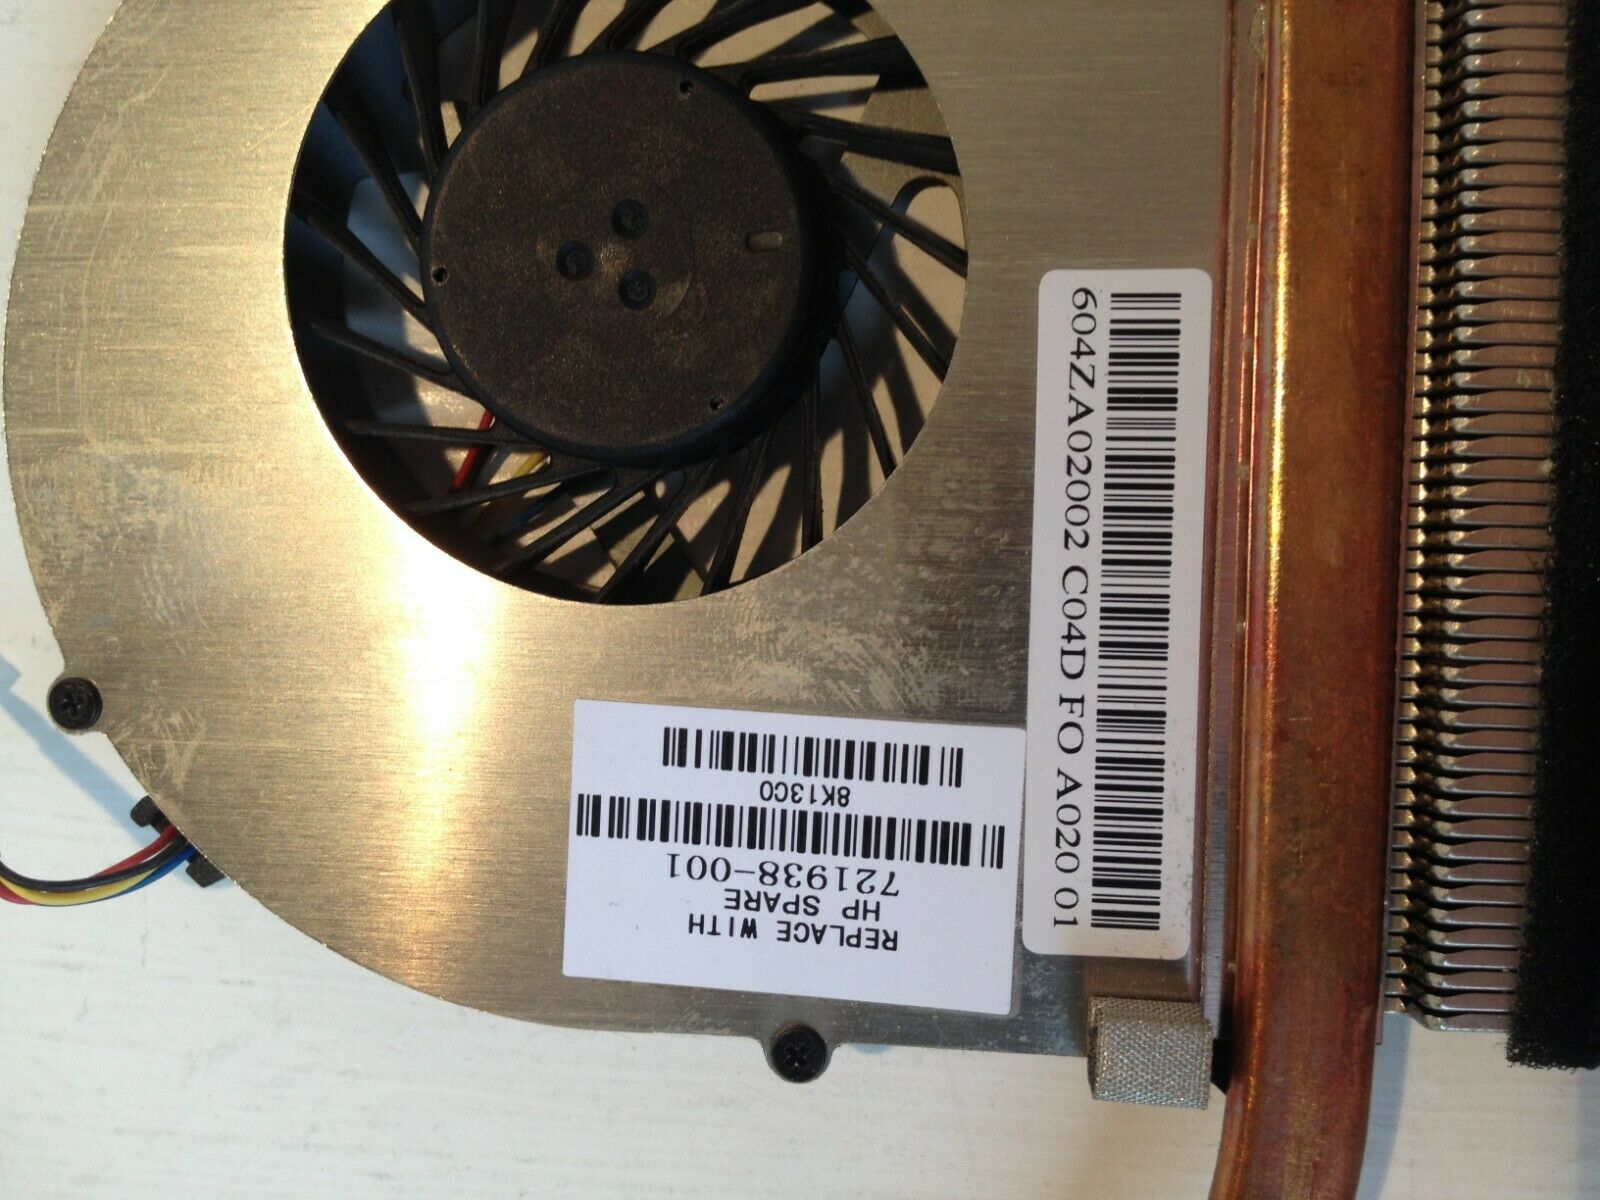 604ZA02002 C04D FO A020 01
REPLACE WITH
HP SPARE
721938-001
8K13C0